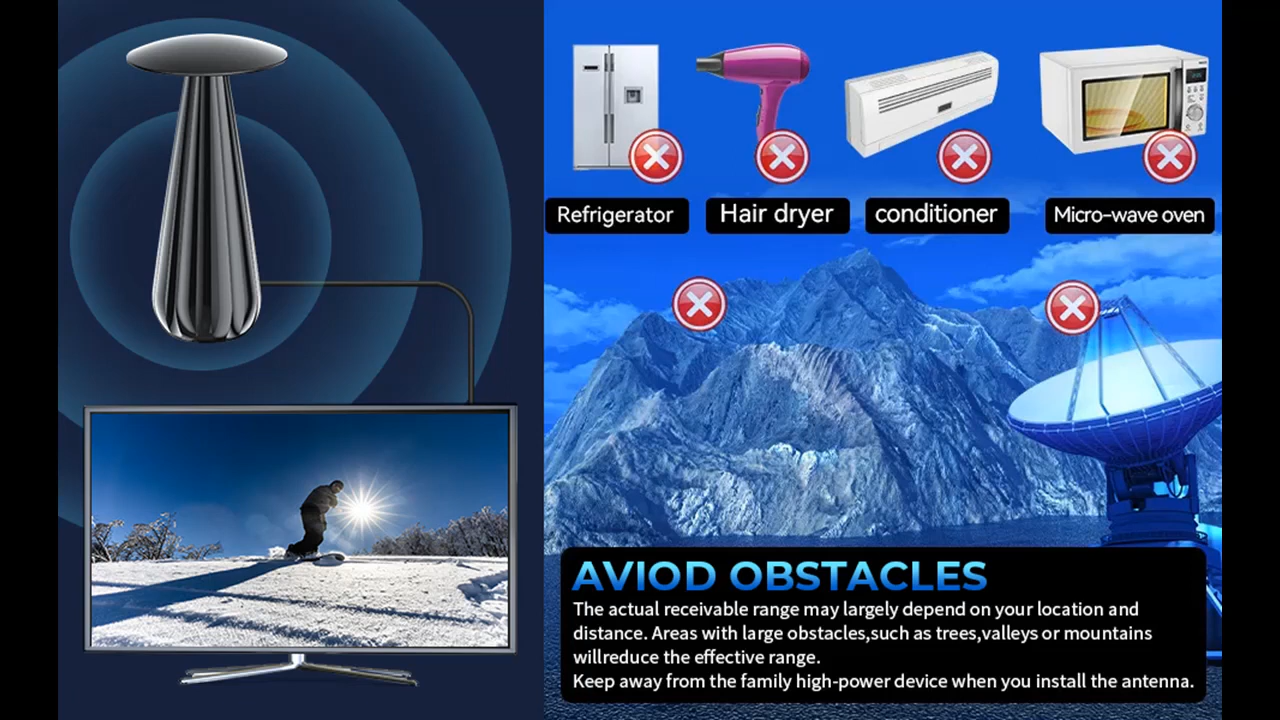 Refrigerator
Hair dryer
conditioner
Micro-wave oven
AVIOD OBSTACLES
The actual receivable range may largely depend on your location and
distance. Areas with large obstacles,such as trees,valleys or mountains
willreduce the effective range.
Keep away from the family high-power device when you install the antenna.